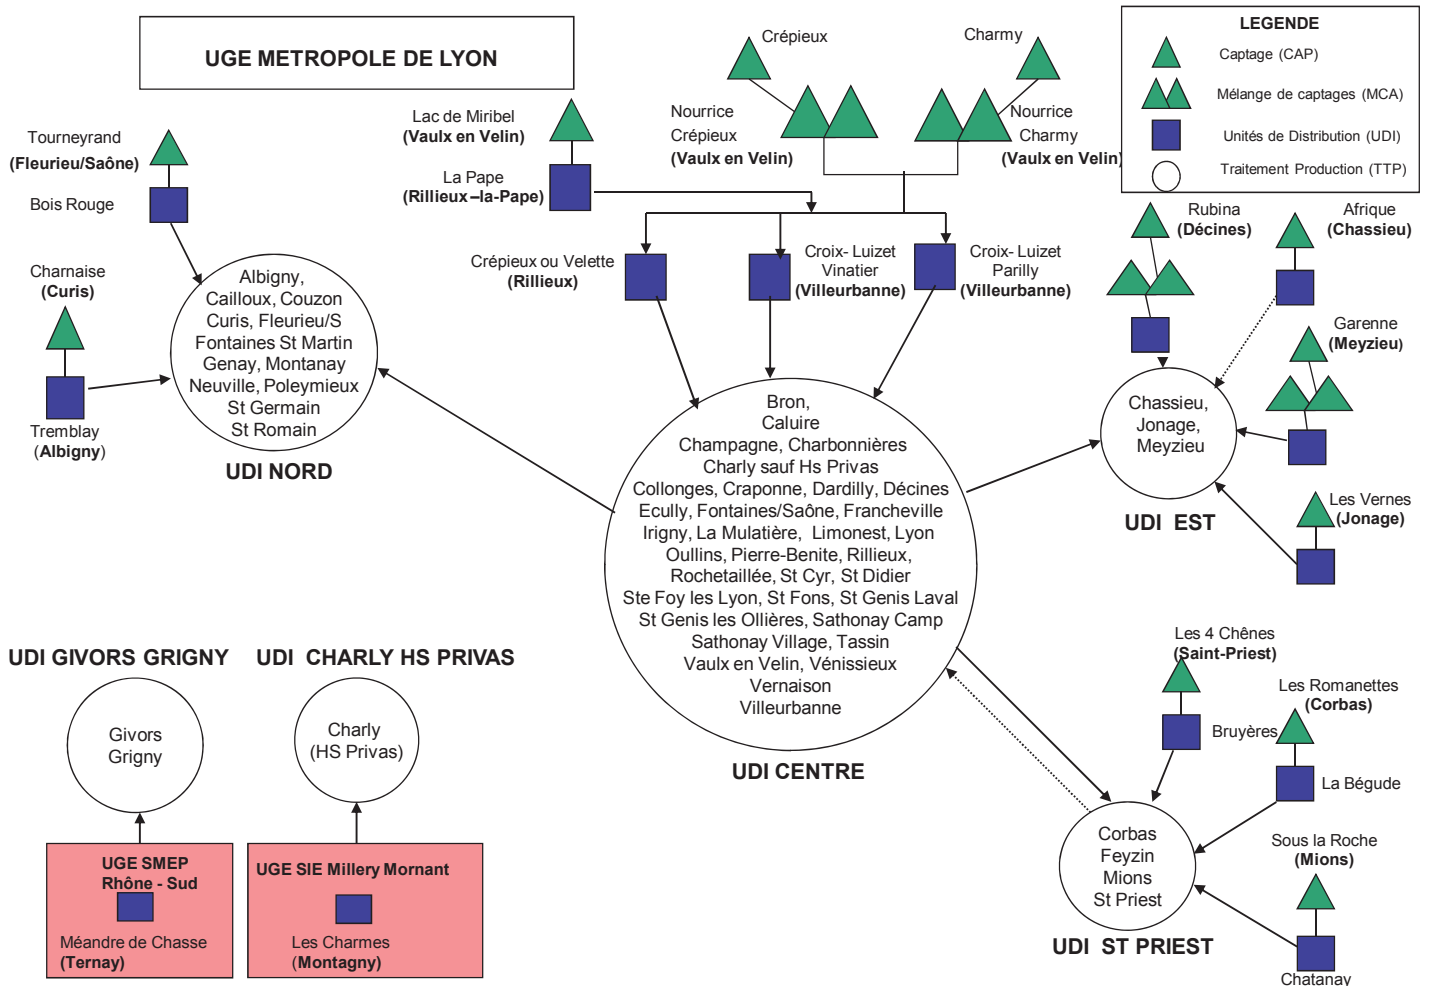 UGE METROPOLE DE LYON
LEGENDE
Captage (CAP)
Mélange de captages (MCA)
Unités de Distribution (UDI)
Traitement Production (TTP)
Crépieux
Charmy
Nourrice
Crépieux
(Vaulx en Velin)
Nourrice
Charmy
(Vaulx en Velin)
Lac de Miribel
(Vaulx en Velin)
La Pape
(Rillieux–la-Pape)
Tourneyrand
(Fleurieu/Saône)
Bois Rouge
Charnaise
(Curis)
Tremblay
(Albigny)
Albigny,
Cailloux, Couzon
Curis, Fleurieu/S
Fontaines St Martin
Genay, Montanay
Neuville, Poleymieux
St Germain
St Romain
UDI NORD
Crépieux ou Velette
(Rillieux)
Croix- Luizet
Vinatier
(Villeurbanne)
Croix- Luizet
Parilly
(Villeurbanne)
Rubina
(Décines)
Afrique
(Chassieu)
Garenne
(Meyzieu)
Chassieu,
Jonage,
Meyzieu
UDI EST
Les Vernes
(Jonage)
Bron,
Caluire
Champagne, Charbonnières
Charly sauf Hs Privas
Collonges, Craponne, Dardilly, Décines
Ecully, Fontaines/Saône, Francheville
Irigny, La Mulatière, Limonest, Lyon
Oullins, Pierre-Benite, Rillieux,
Rochetaillée, St Cyr, St Didier
Ste Foy les Lyon, St Fons, St Genis Laval
St Genis les Ollières, Sathonay Camp
Sathonay Village, Tassin
Vaulx en Velin, Vénissieux
Vernaison
Villeurbanne
UDI CENTRE
UDI GIVORS GRIGNY
Givors
Grigny
UGE SMEP
Rhône - Sud
Méandre de Chasse
(Ternay)
UDI CHARLY HS PRIVAS
Charly
(HS Privas)
UGE SIE Millery Mornant
Les Charmes
(Montagny)
Les 4 Chênes
(Saint-Priest)
Bruyères
Les Romanettes
(Corbas)
La Bégude
Sous la Roche
(Mions)
Chatanay
Corbas
Feyzin
Mions
St Priest
UDI ST PRIEST